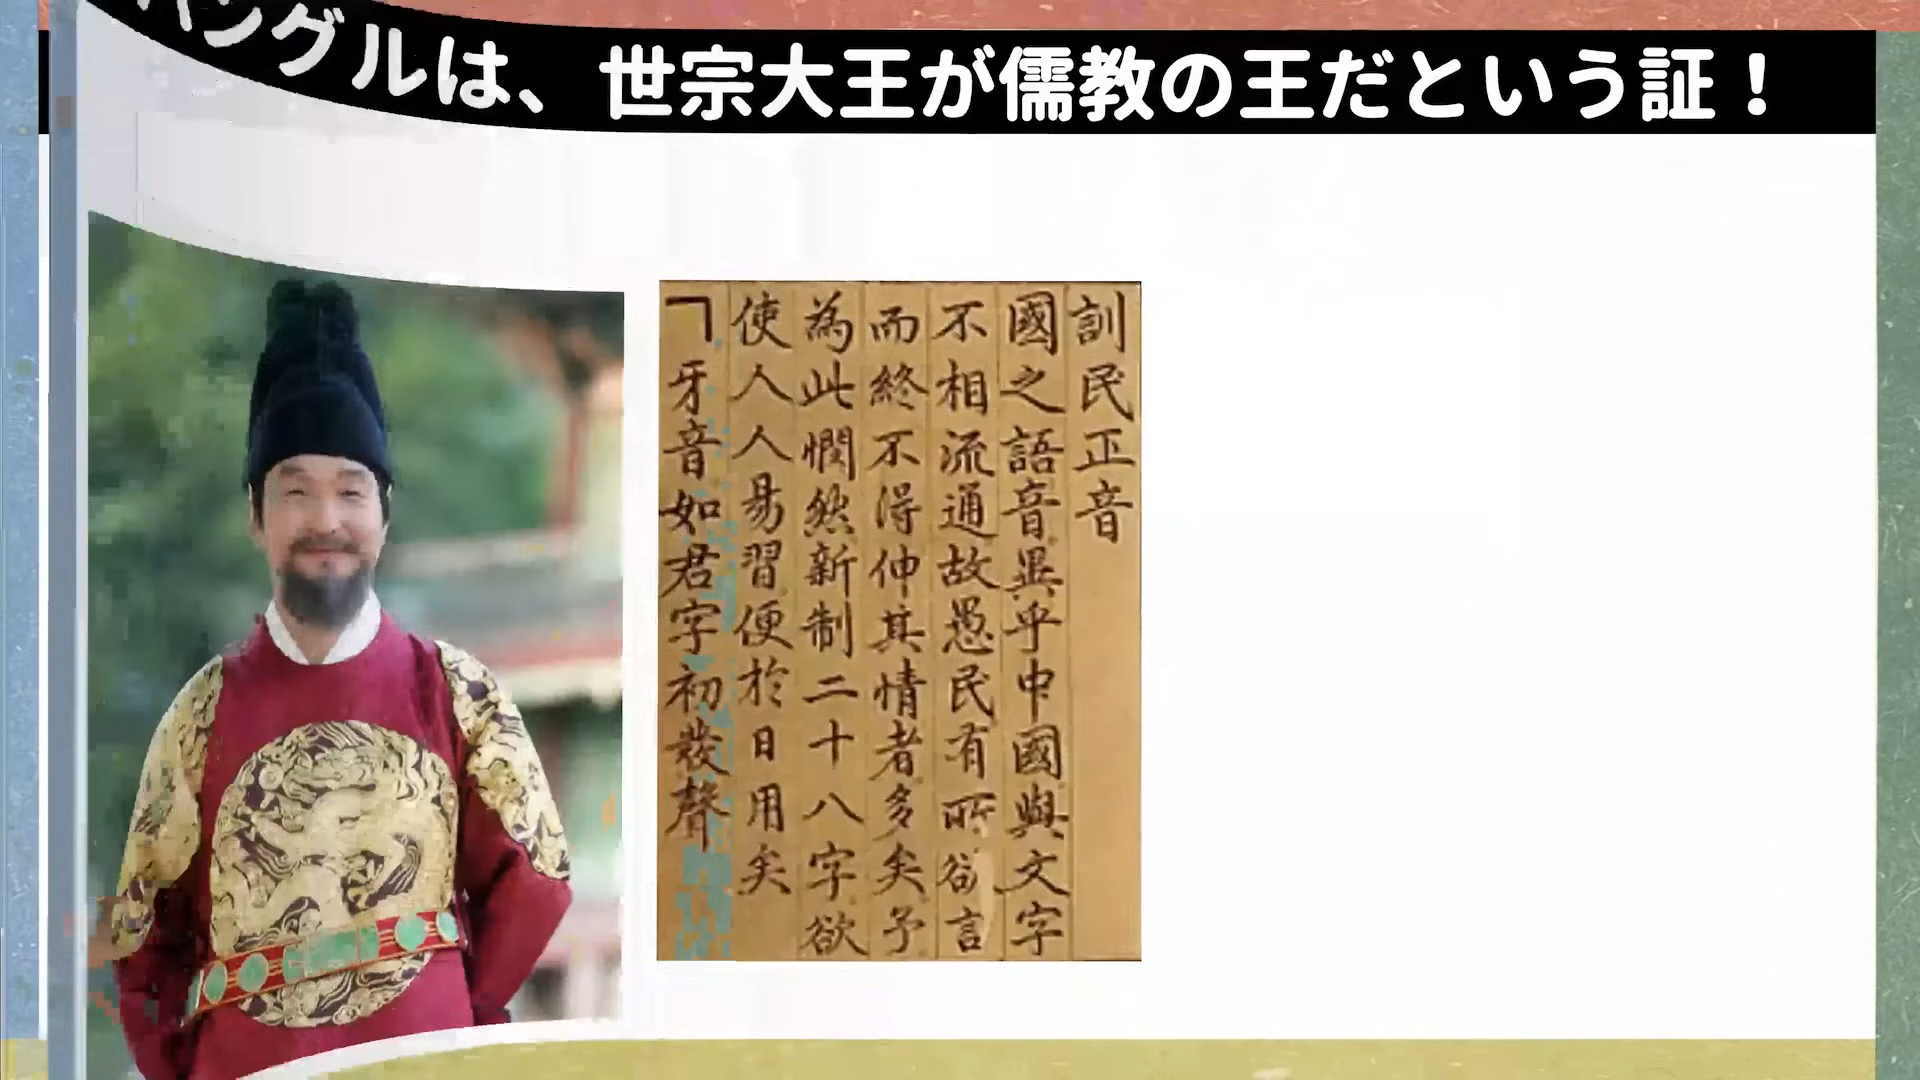 ハングルは、世宗大王が儒教の王だという証！
訓民正音
國之語音異乎中國與文字
不相流通故愚民有所欲言
而終不得伸其情者多矣予
為此憫然新制二十八字欲
使人人易習便於日用矣
ㄱ牙音如君字初發聲